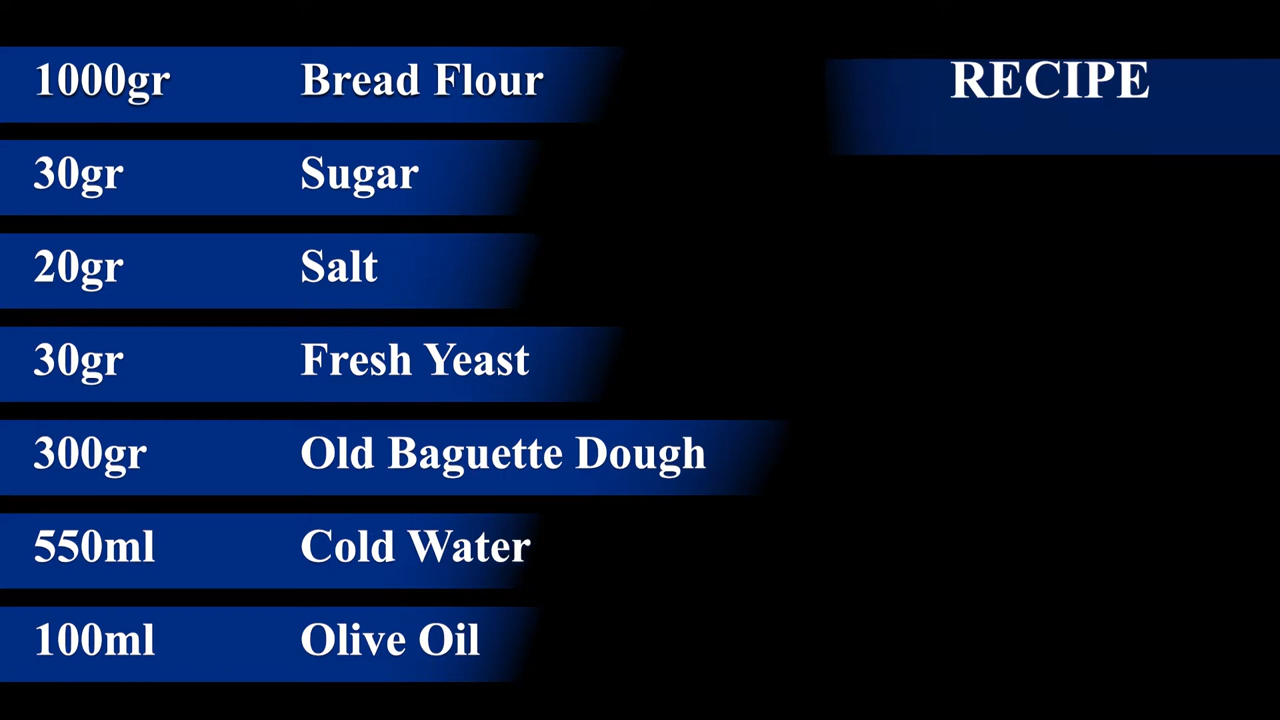 RECIPE
1000gr Bread Flour
30gr Sugar
20gr Salt
30gr Fresh Yeast
300gr Old Baguette Dough
550ml Cold Water
100ml Olive Oil